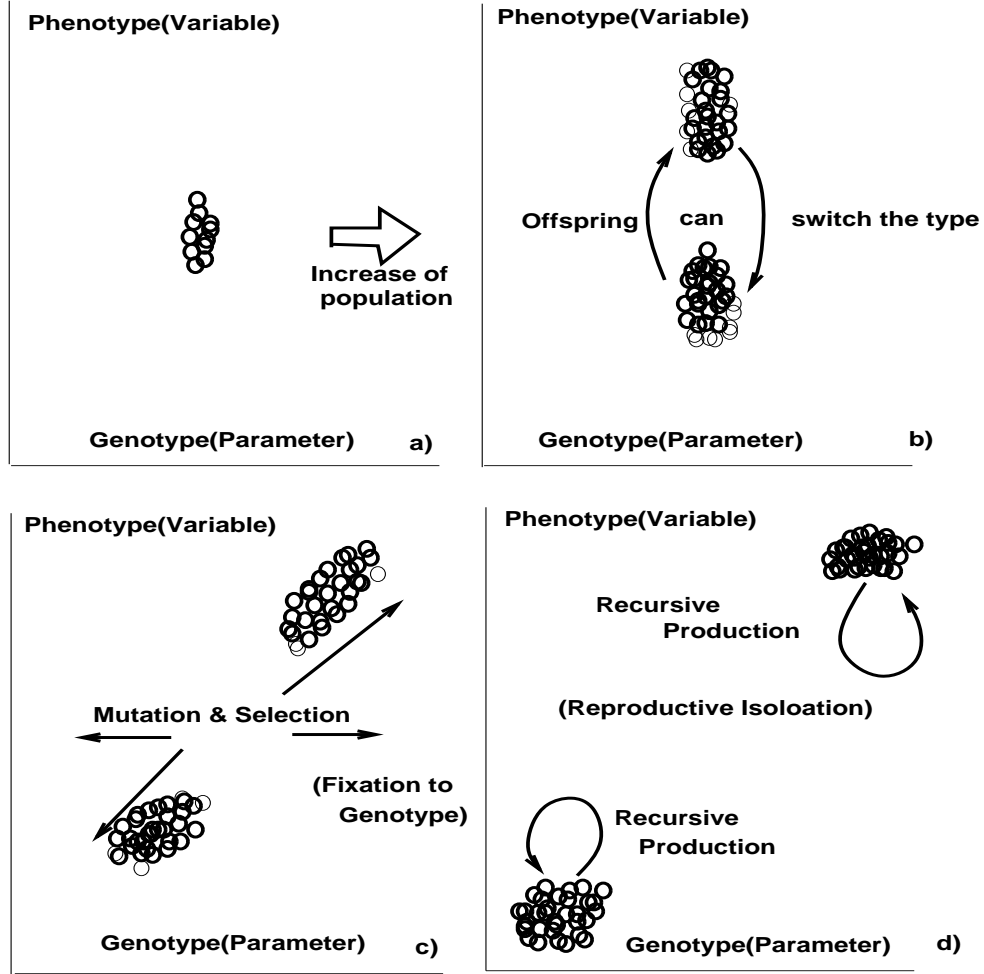 Phenotype(Variable)
Increase of
population
Genotype(Parameter)
a)
Phenotype(Variable)
Offspring can switch the type
Genotype(Parameter)
b)
Phenotype(Variable)
Mutation & Selection
(Fixation to
Genotype)
Genotype(Parameter)
c)
Phenotype(Variable)
Recursive
Production
(Reproductive Isoloation)
Recursive
Production
Genotype(Parameter)
d)